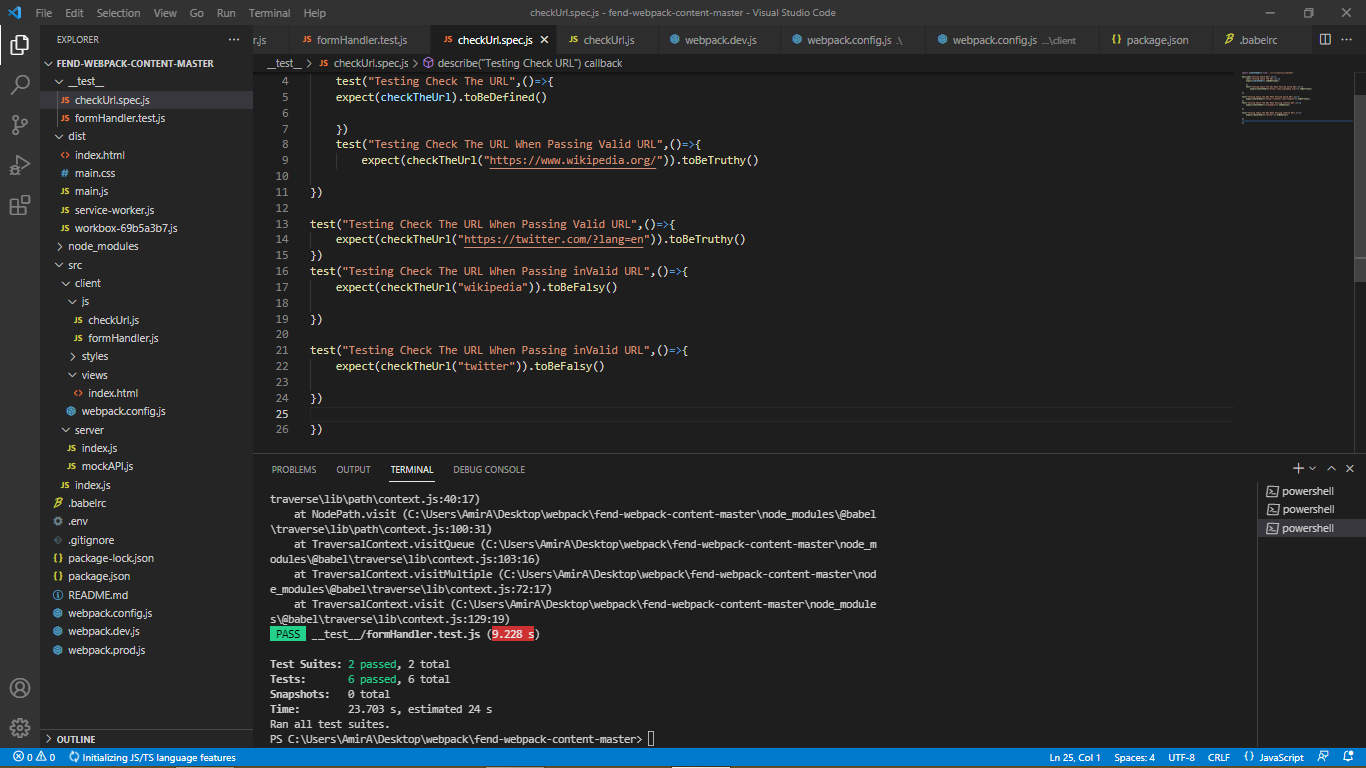 File Edit Selection View Go Run Terminal Help
checkUrl.spec.js - fend-webpack-content-master - Visual Studio Code
EXPLORER
r.js formHandler.test.js checkUrl.spec.js checkUrl.js webpack.dev.js webpack.config.js .\ webpack.config.js ...\client package.json .babelrc
__test__ > checkUrl.spec.js > describe("Testing Check URL") callback
FEND-WEBPACK-CONTENT-MASTER
__test__
checkUrl.spec.js
formHandler.test.js
dist
index.html
main.css
main.js
service-worker.js
workbox-69b5a3b7.js
node_modules
src
client
js
checkUrl.js
formHandler.js
styles
views
index.html
webpack.config.js
server
index.js
mockAPI.js
index.js
.babelrc
.env
.gitignore
package-lock.json
package.json
README.md
webpack.config.js
webpack.dev.js
webpack.prod.js
OUTLINE
4 test("Testing Check The URL",()=>{
5 expect(checkTheUrl).toBeDefined()
6
7 })
8 test("Testing Check The URL When Passing Valid URL",()=>{
9 expect(checkTheUrl("https://www.wikipedia.org/")).toBeTruthy()
10
11 })
12
13 test("Testing Check The URL When Passing Valid URL",()=>{
14 expect(checkTheUrl("https://twitter.com/?lang=en")).toBeTruthy()
15 })
16 test("Testing Check The URL When Passing inValid URL",()=>{
17 expect(checkTheUrl("wikipedia")).toBeFalsy()
18
19 })
20
21 test("Testing Check The URL When Passing inValid URL",()=>{
22 expect(checkTheUrl("twitter")).toBeFalsy()
23
24 })
25
26 })
PROBLEMS OUTPUT TERMINAL DEBUG CONSOLE
traverse\lib\path\context.js:40:17)
at NodePath.visit (C:\Users\AmirA\Desktop\webpack\fend-webpack-content-master\node_modules\@babel
\traverse\lib\path\context.js:100:31)
at TraversalContext.visitQueue (C:\Users\AmirA\Desktop\webpack\fend-webpack-content-master\node_m
odules\@babel\traverse\lib\context.js:103:16)
at TraversalContext.visitMultiple (C:\Users\AmirA\Desktop\webpack\fend-webpack-content-master\nod
e_modules\@babel\traverse\lib\context.js:72:17)
at TraversalContext.visit (C:\Users\AmirA\Desktop\webpack\fend-webpack-content-master\node_module
s\@babel\traverse\lib\context.js:129:19)
PASS __test__/formHandler.test.js (9.228 s)
Test Suites: 2 passed, 2 total
Tests: 6 passed, 6 total
Snapshots: 0 total
Time: 23.703 s, estimated 24 s
Ran all test suites.
PS C:\Users\AmirA\Desktop\webpack\fend-webpack-content-master>
powershell
powershell
powershell
0 0 Initializing JS/TS language features
Ln 25, Col 1 Spaces: 4 UTF-8 CRLF {} JavaScript